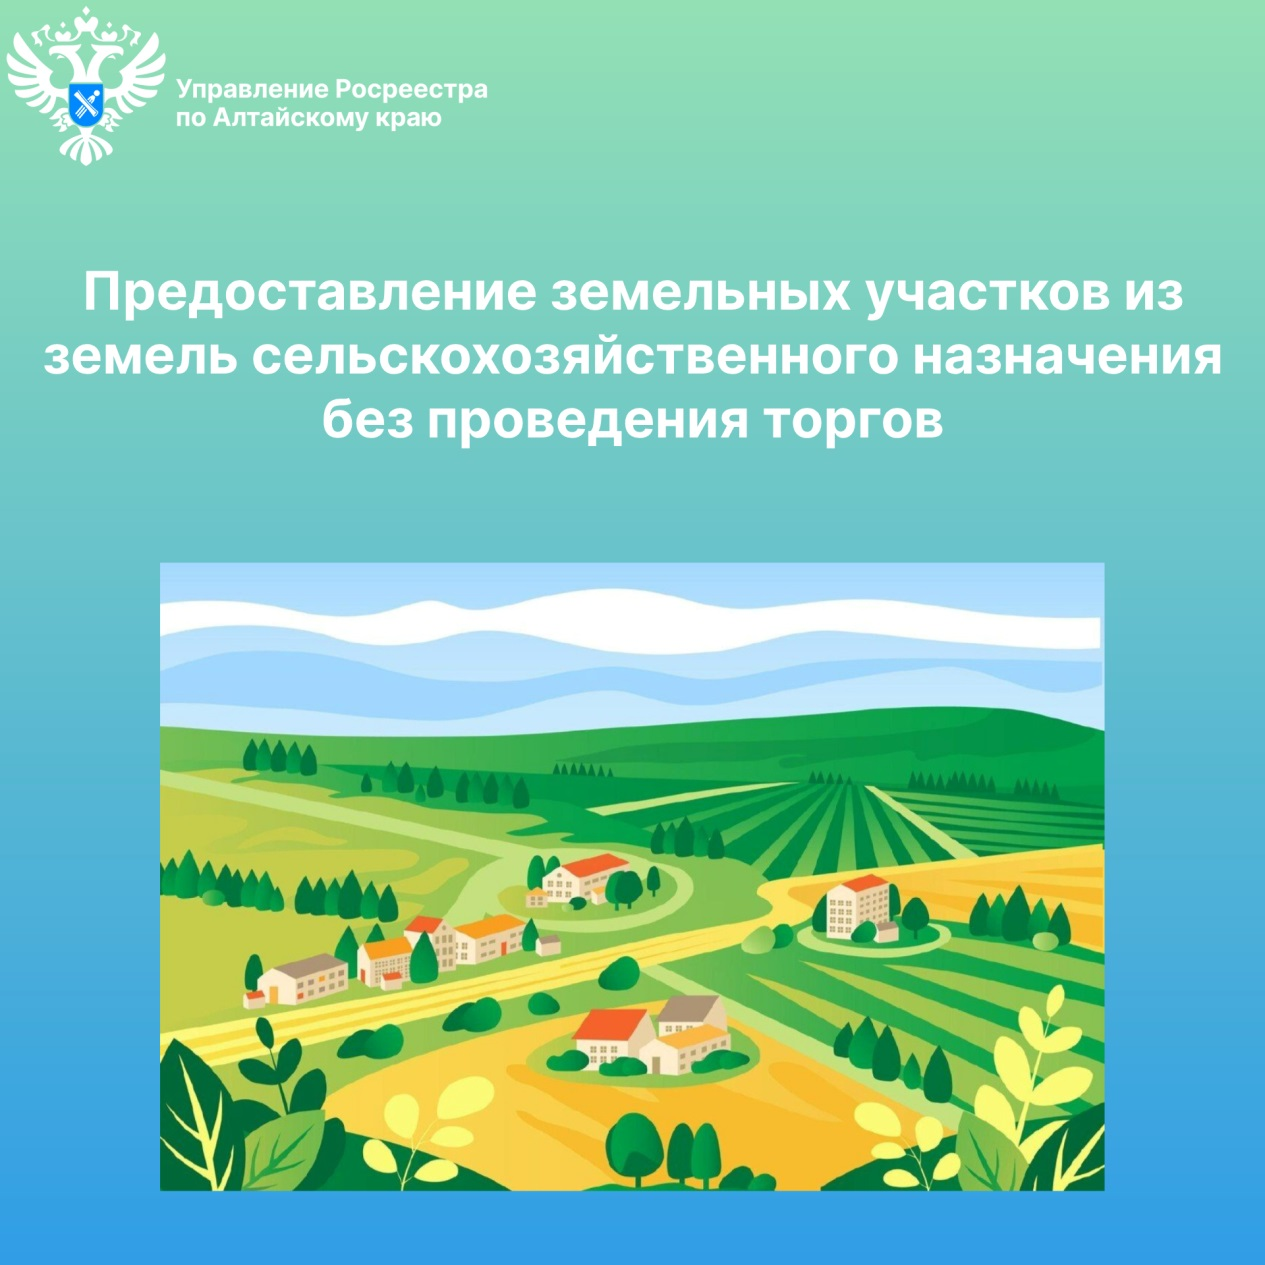 Управление Росреестра
по Алтайскому краю
Предоставление земельных участков из
земель сельскохозяйственного назначения
без проведения торгов